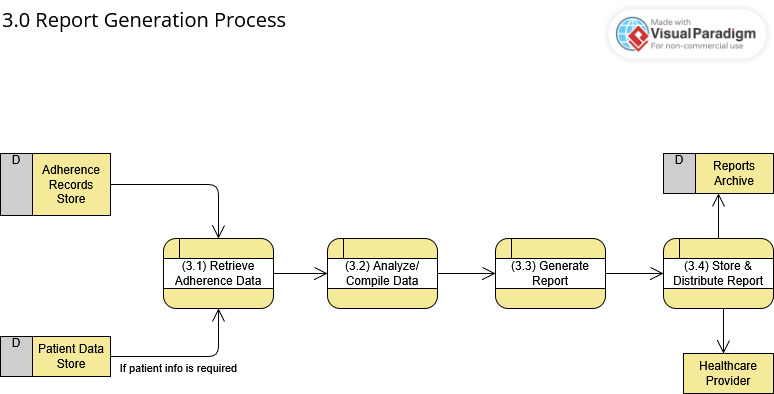 3.0 Report Generation Process
Made with
VisualParadigm
For non-commercial use
D
Adherence
Records
Store
D
Reports
Archive
(3.1) Retrieve
Adherence Data
(3.2) Analyze/
Compile Data
(3.3) Generate
Report
(3.4) Store &
Distribute Report
D
Patient Data
Store
If patient info is required
Healthcare
Provider